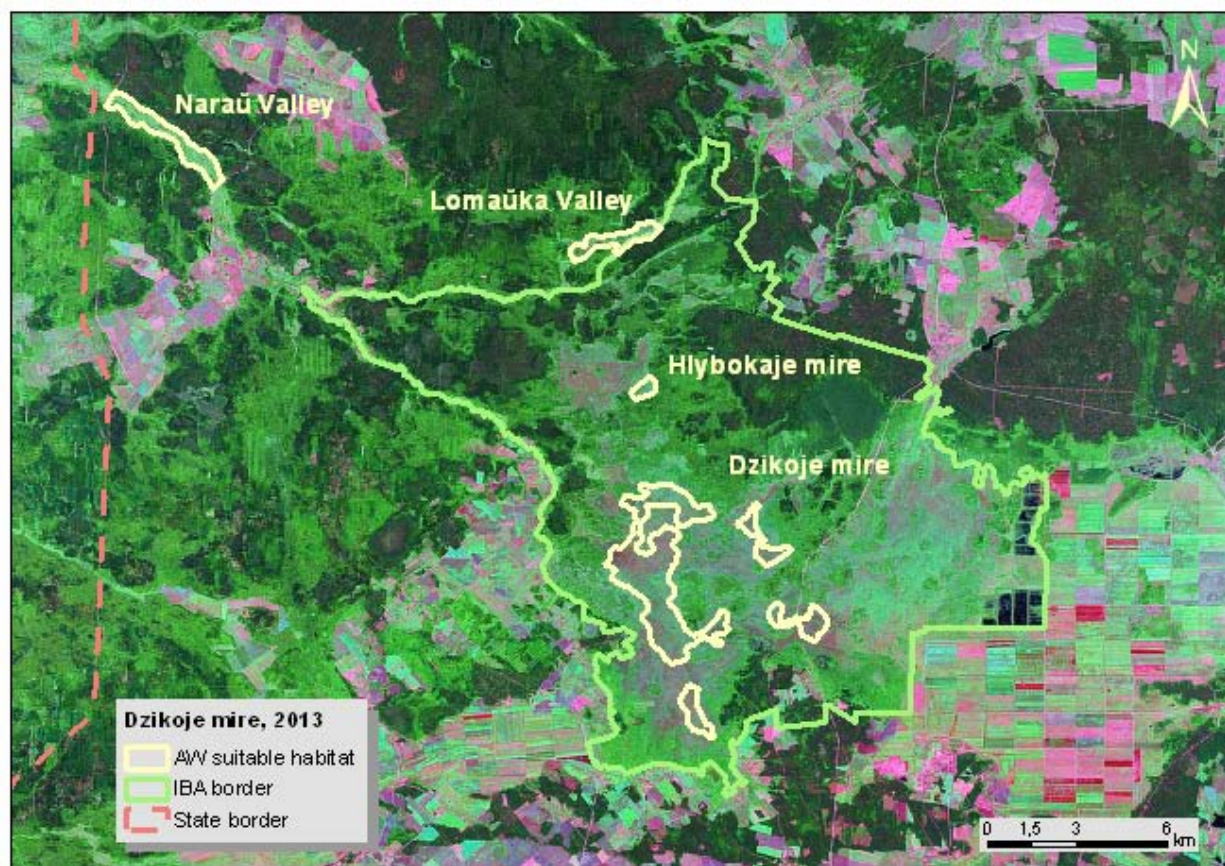 N
Naraŭ Valley
Lomaŭka Valley
Hlybokaje mire
Dzikoje mire
Dzikoje mire, 2013
AW suitable habitat
IBA border
State border
0 1,5 3 6
km